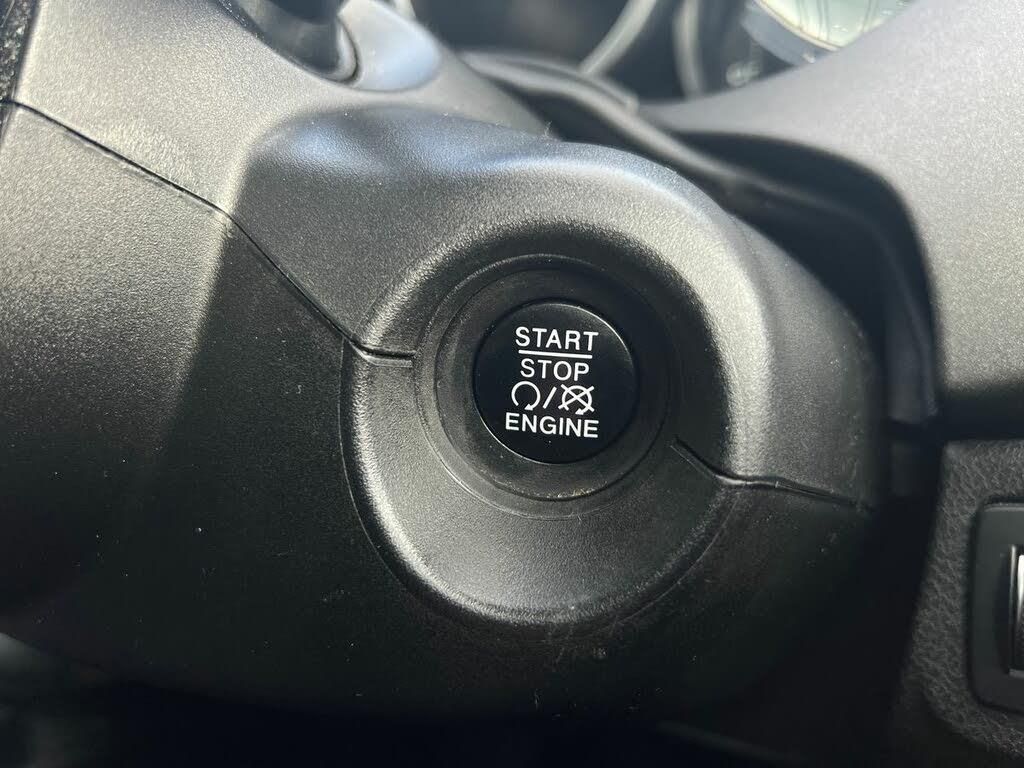 START
STOP
/
ENGINE